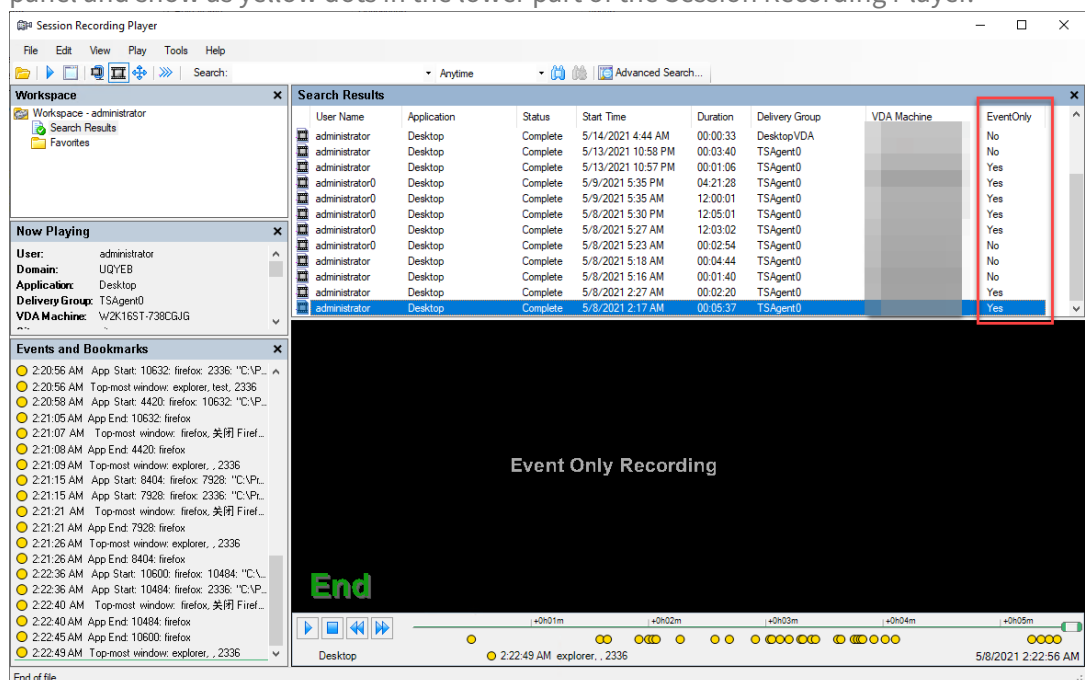 panel and show as yellow dots in the lower part of the Session Recording Player.
Session Recording Player
File Edit View Play Tools Help
Search: Anytime Advanced Search...
Workspace
Workspace - administrator
Search Results
Favorites
Search Results
User Name Application Status Start Time Duration Delivery Group VDA Machine EventOnly
administrator Desktop Complete 5/14/2021 4:44 AM 00:00:33 DesktopVDA No
administrator Desktop Complete 5/13/2021 10:58 PM 00:03:40 TSAgent0 No
administrator Desktop Complete 5/13/2021 10:57 PM 00:01:06 TSAgent0 Yes
administrator0 Desktop Complete 5/9/2021 5:35 PM 04:21:28 TSAgent0 Yes
administrator0 Desktop Complete 5/9/2021 5:35 AM 12:00:01 TSAgent0 Yes
administrator0 Desktop Complete 5/8/2021 5:30 PM 12:05:01 TSAgent0 Yes
administrator0 Desktop Complete 5/8/2021 5:27 AM 12:03:02 TSAgent0 Yes
administrator0 Desktop Complete 5/8/2021 5:23 AM 00:02:54 TSAgent0 No
administrator Desktop Complete 5/8/2021 5:18 AM 00:04:44 TSAgent0 No
administrator Desktop Complete 5/8/2021 5:16 AM 00:01:40 TSAgent0 No
administrator Desktop Complete 5/8/2021 2:27 AM 00:02:20 TSAgent0 Yes
administrator Desktop Complete 5/8/2021 2:17 AM 00:05:37 TSAgent0 Yes
Now Playing
User: administrator
Domain: UQYEB
Application: Desktop
Delivery Group: TSAgent0
VDA Machine: W2K16ST-738CGJG
Events and Bookmarks
2:20:56 AM App Start: 10632: firefox: 2336: "C:\P...
2:20:56 AM Top-most window: explorer, test, 2336
2:20:58 AM App Start: 4420: firefox: 10632: "C:\P...
2:21:05 AM App End: 10632: firefox
2:21:07 AM Top-most window: firefox, 关闭 Firef...
2:21:08 AM App End: 4420: firefox
2:21:09 AM Top-most window: explorer, , 2336
2:21:15 AM App Start: 8404: firefox: 7928: "C:\Pr...
2:21:15 AM App Start: 7928: firefox: 2336: "C:\Pr...
2:21:21 AM Top-most window: firefox, 关闭 Firef...
2:21:21 AM App End: 7928: firefox
2:21:26 AM Top-most window: explorer, , 2336
2:21:26 AM App End: 8404: firefox
2:22:36 AM App Start: 10600: firefox: 10484: "C:\...
2:22:36 AM App Start: 10484: firefox: 2336: "C:\P...
2:22:40 AM Top-most window: firefox, 关闭 Firef...
2:22:40 AM App End: 10484: firefox
2:22:45 AM App End: 10600: firefox
2:22:49 AM Top-most window: explorer, , 2336
Event Only Recording
End
+0h01m +0h02m +0h03m +0h04m +0h05m
Desktop 2:22:49 AM explorer, , 2336 5/8/2021 2:22:56 AM
End of file